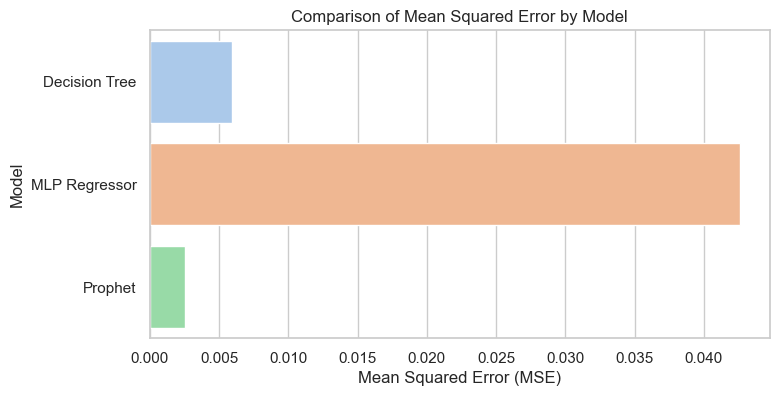 Comparison of Mean Squared Error by Model
Model
Decision Tree
MLP Regressor
Prophet
0.000 0.005 0.010 0.015 0.020 0.025 0.030 0.035 0.040
Mean Squared Error (MSE)